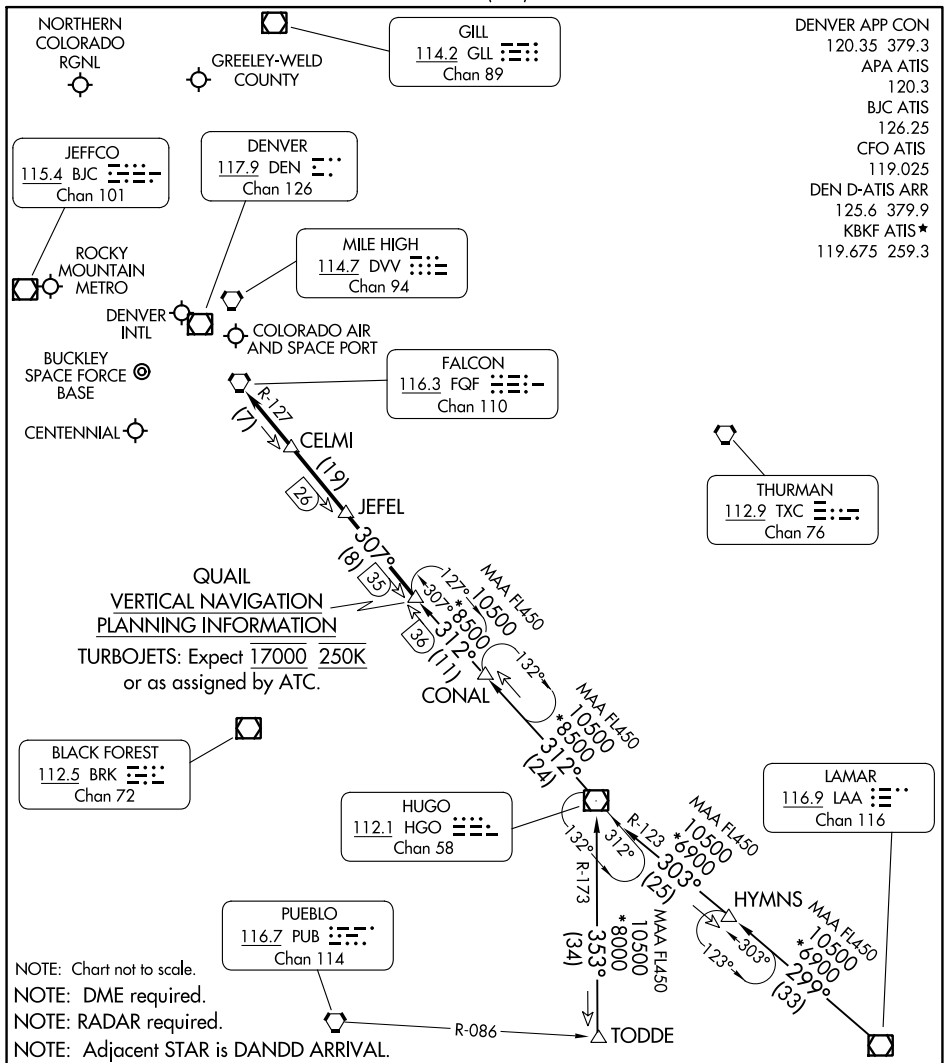 NORTHERN
COLORADO
RGNL
GREELEY-WELD
COUNTY
GILL
114.2 GLL
Chan 89
DENVER APP CON
120.35 379.3
APA ATIS
120.3
BJC ATIS
126.25
CFO ATIS
119.025
DEN D-ATIS ARR
125.6 379.9
KBKF ATIS★
119.675 259.3
JEFFCO
115.4 BJC
Chan 101
DENVER
117.9 DEN
Chan 126
MILE HIGH
114.7 DVV
Chan 94
ROCKY
MOUNTAIN
METRO
DENVER
INTL
COLORADO AIR
AND SPACE PORT
BUCKLEY
SPACE FORCE
BASE
CENTENNIAL
FALCON
116.3 FQF
Chan 110
R-127
(7)
CELMI
(19)
26
JEFEL
307°
(8)
35
THURMAN
112.9 TXC
Chan 76
QUAIL
VERTICAL NAVIGATION
PLANNING INFORMATION
TURBOJETS: Expect 17000 250K
or as assigned by ATC.
127°
307°
MAA FL450
10500
*8500
312°
36
(11)
132°
CONAL
MAA FL450
10500
*8500
312°
(24)
BLACK FOREST
112.5 BRK
Chan 72
HUGO
112.1 HGO
Chan 58
132°
312°
LAMAR
116.9 LAA
Chan 116
R-123
MAA FL450
10500
*6900
303°
(25)
HYMNS
303°
123°
MAA FL450
10500
*6900
299°
(33)
R-173
MAA FL450
10500
*8000
353°
(34)
PUEBLO
116.7 PUB
Chan 114
R-086
TODDE
NOTE: Chart not to scale.
NOTE: DME required.
NOTE: RADAR required.
NOTE: Adjacent STAR is DANDD ARRIVAL.